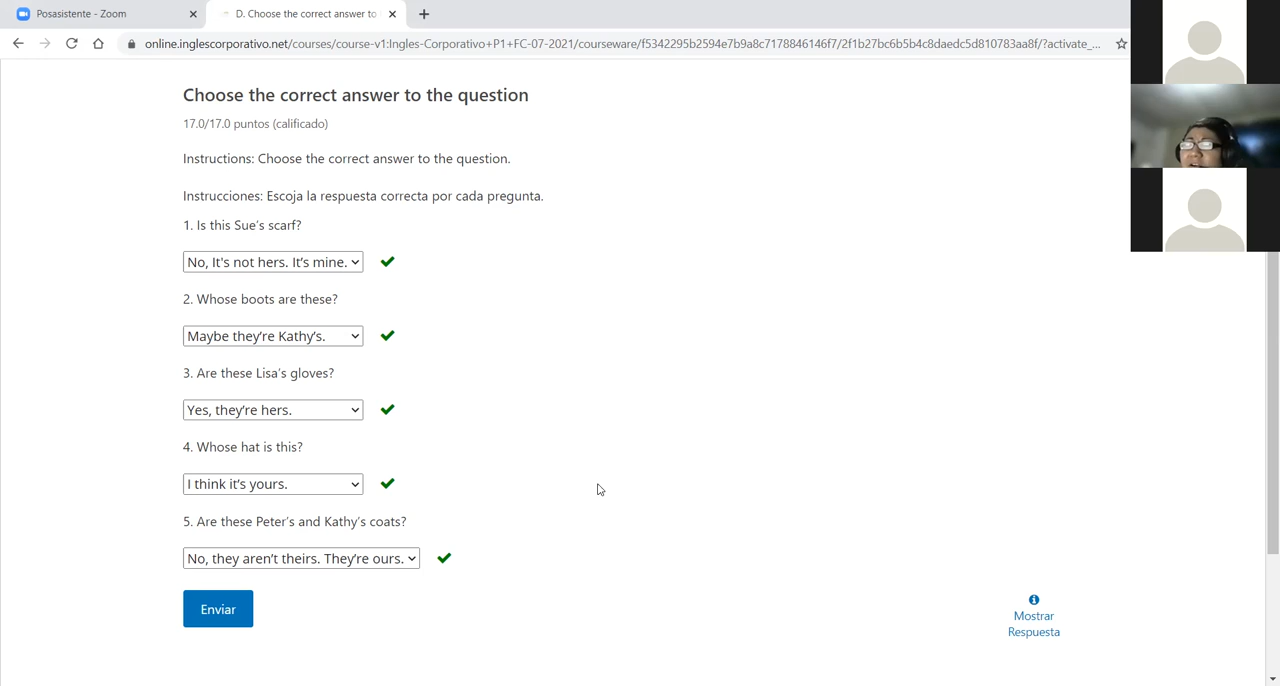 Posasistente - Zoom
D. Choose the correct answer to
online.inglescorporativo.net/courses/course-v1:Ingles-Corporativo+P1+FC-07-2021/courseware/f5342295b2594e7b9a8c7178846146f7/2f1b27bc6b5b4c8daedc5d810783aa8f/?activate_...
Choose the correct answer to the question
17.0/17.0 puntos (calificado)
Instructions: Choose the correct answer to the question.
Instrucciones: Escoja la respuesta correcta por cada pregunta.
1. Is this Sue’s scarf?
No, It's not hers. It’s mine.
2. Whose boots are these?
Maybe they’re Kathy’s.
3. Are these Lisa’s gloves?
Yes, they’re hers.
4. Whose hat is this?
I think it’s yours.
5. Are these Peter’s and Kathy’s coats?
No, they aren’t theirs. They’re ours.
Enviar
Mostrar
Respuesta